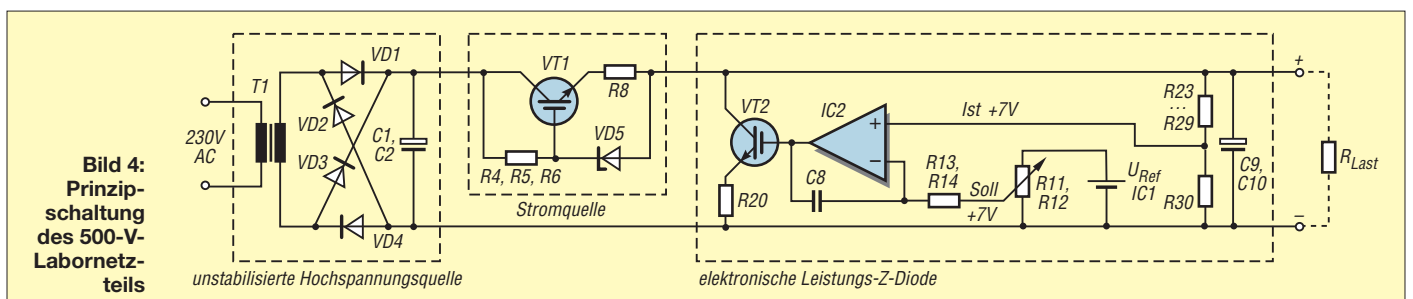 Bild 4:
Prinzip-
schaltung
des 500-V-
Labornetz-
teils
230V
AC
T1
VD1
VD2
VD3
VD4
C1,
C2
unstabilisierte Hochspannungsquelle
VT1
R8
VD5
R4, R5, R6
Stromquelle
VT2
IC2
+
−
C8
R20
R13,
R14
Ist +7V
Soll
+7V
R11,
R12
URef
IC1
R23
...
R29
R30
C9,
C10
elektronische Leistungs-Z-Diode
+
−
RLast